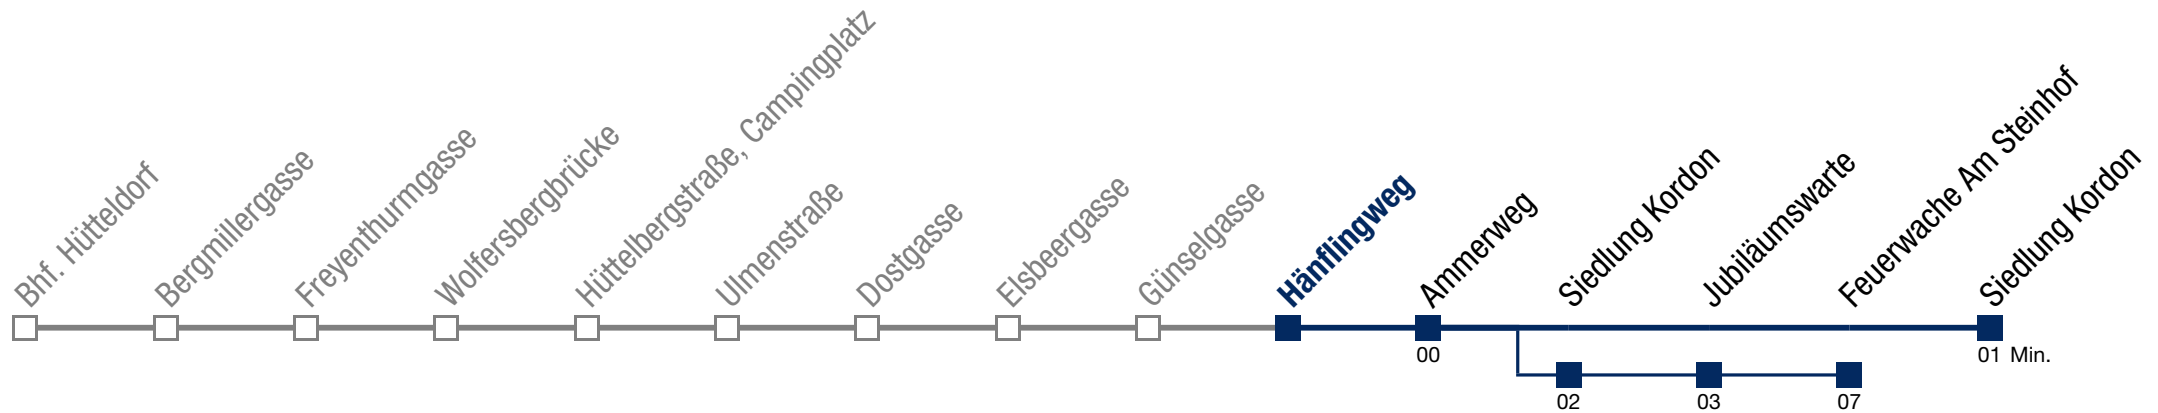 Bhf. Hütteldorf
Bergmillergasse
Freyenthurmgasse
Wolfersbergbrücke
Hüttelbergstraße, Campingplatz
Ulmenstraße
Dostgasse
Elsbeergasse
Günselgasse
Hänflingweg
Ammerweg
Siedlung Kordon
Jubiläumswarte
Feuerwache Am Steinhof
Siedlung Kordon
00
01 Min.
02
03
07